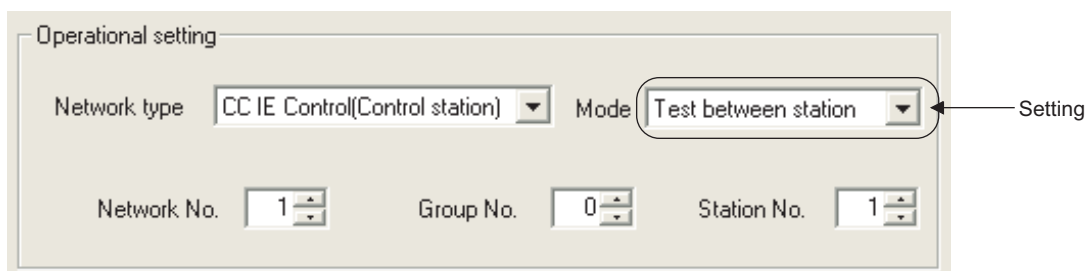 Operational setting
Network type CC IE Control(Control station) Mode Test between station Setting
Network No. 1 Group No. 0 Station No. 1